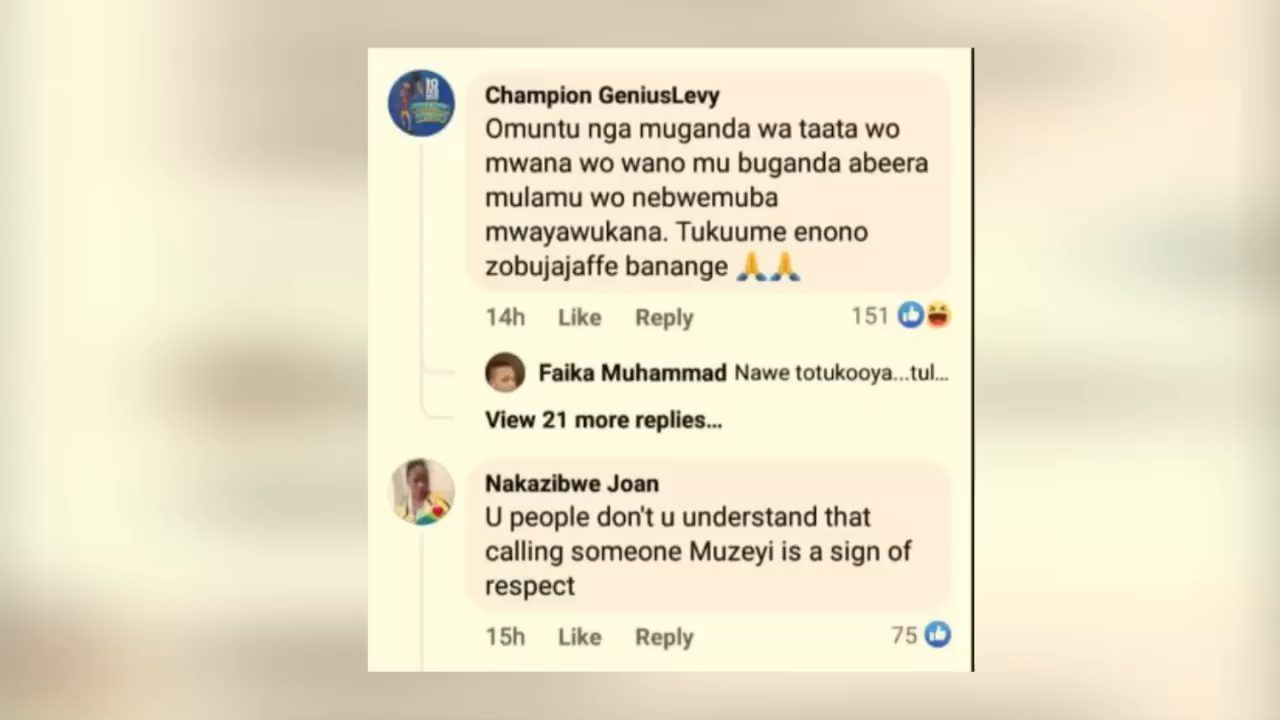 Champion GeniusLevy
Omuntu nga muganda wa taata wo
mwana wo wano mu buganda abeera
mulamu wo nebwemuba
mwayawukana. Tukuume enono
zobujajaffe banange 🙏🙏
14h Like Reply 151
Faika Muhammad Nawe totukooya...tul...
View 21 more replies...
Nakazibwe Joan
U people don't u understand that
calling someone Muzeyi is a sign of
respect
15h Like Reply 75